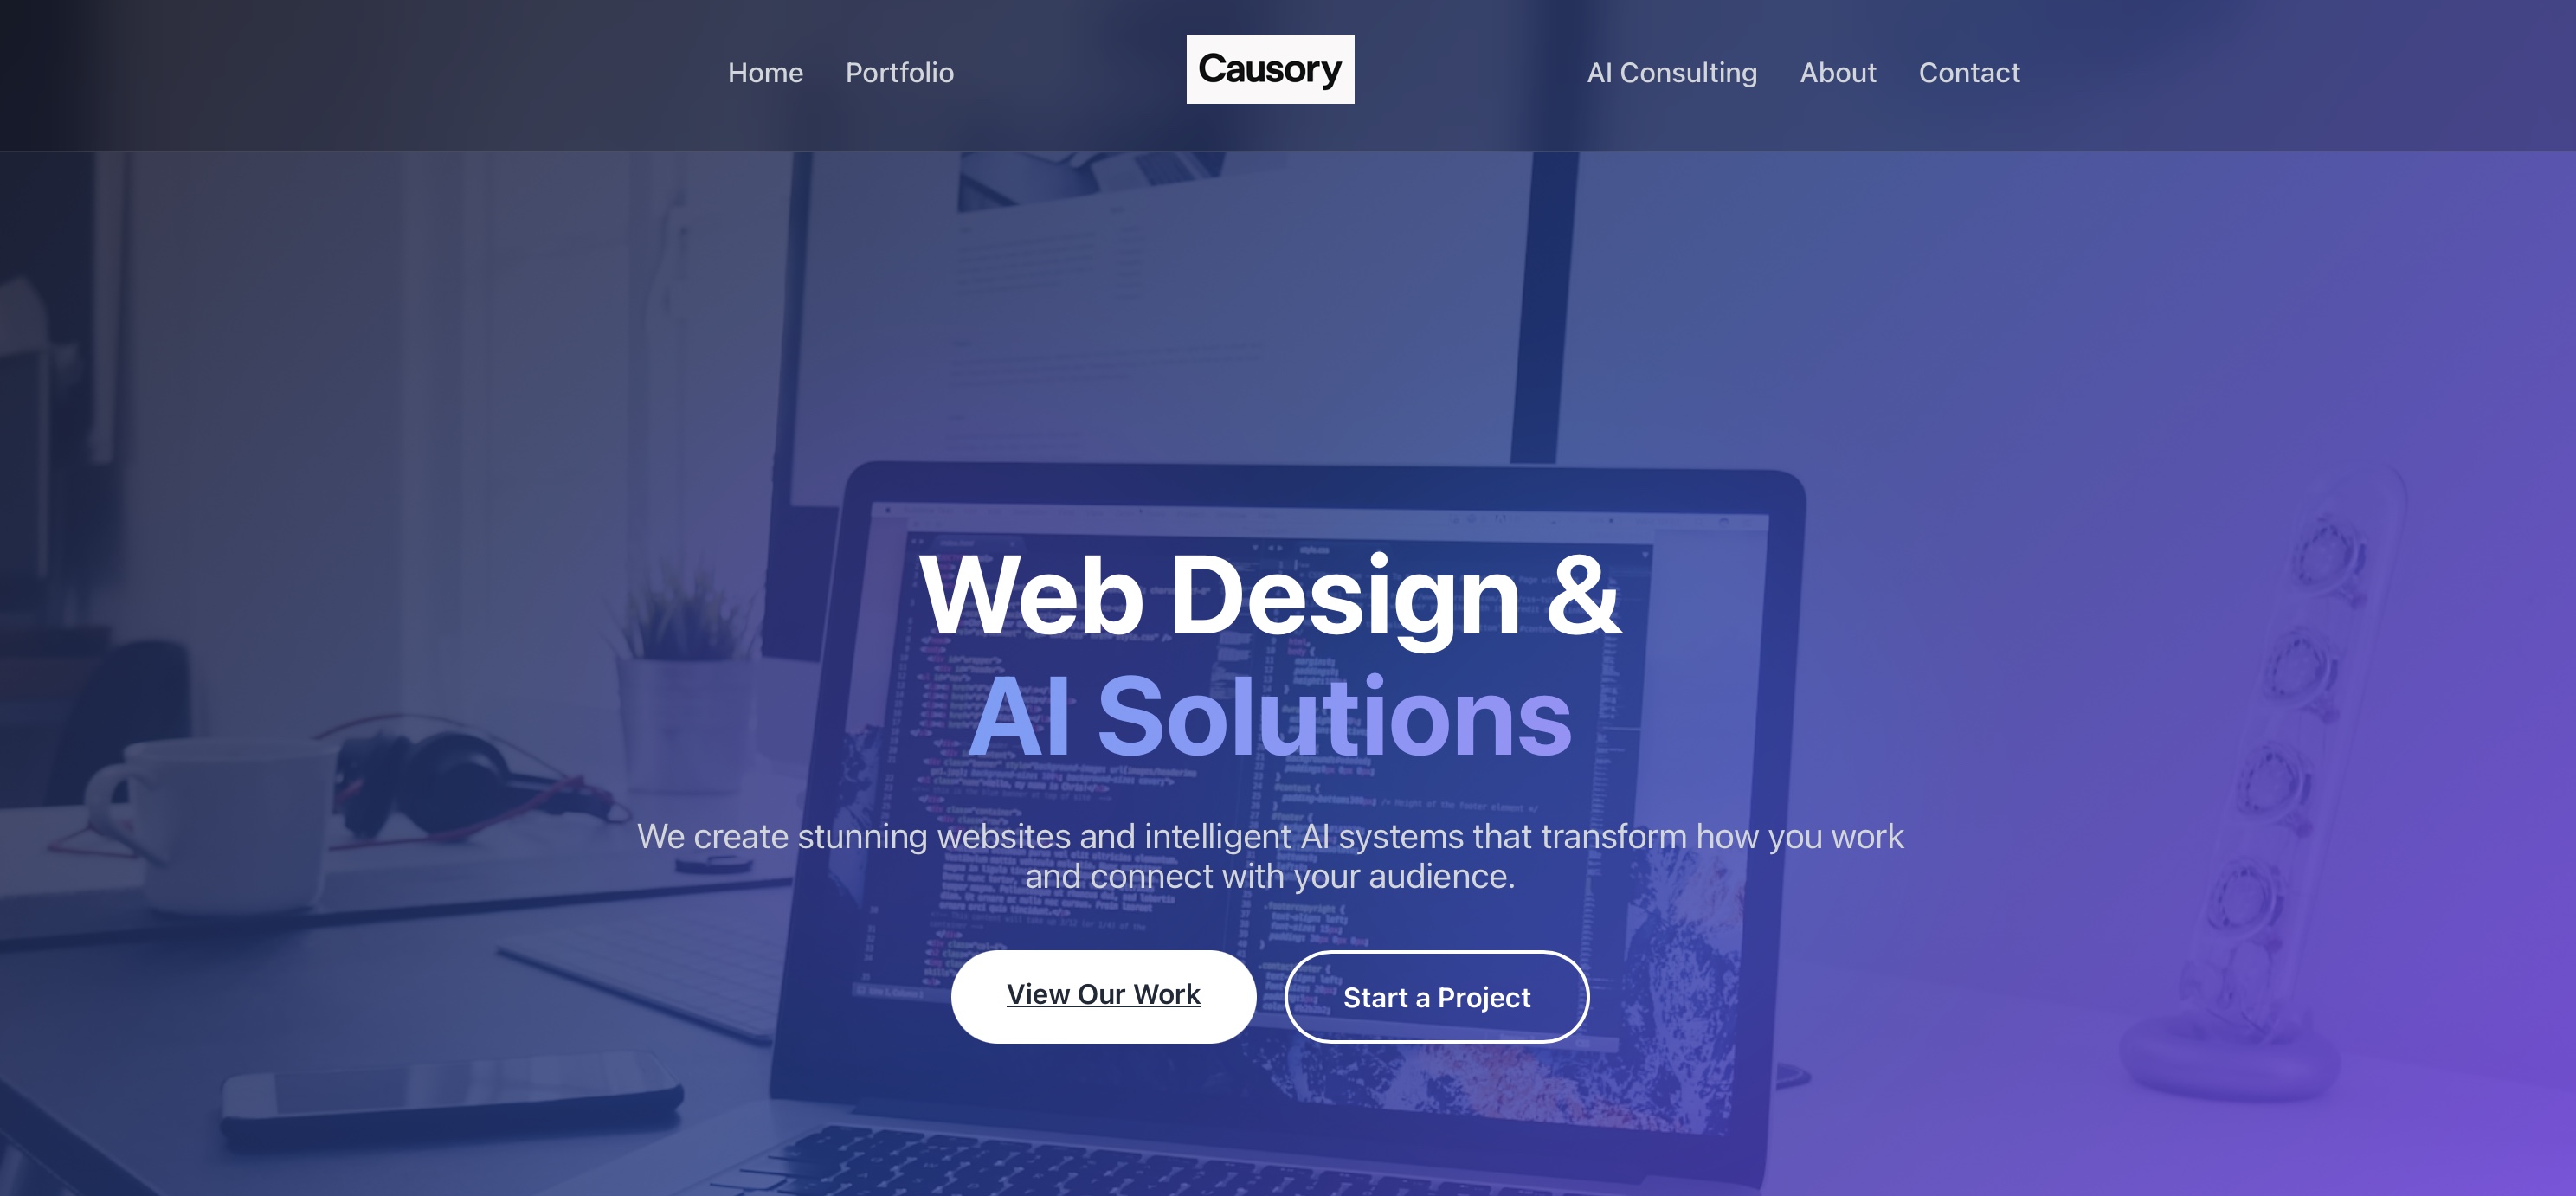 Home Portfolio Causory AI Consulting About Contact
Web Design &
AI Solutions
We create stunning websites and intelligent AI systems that transform how you work
and connect with your audience.
View Our Work Start a Project